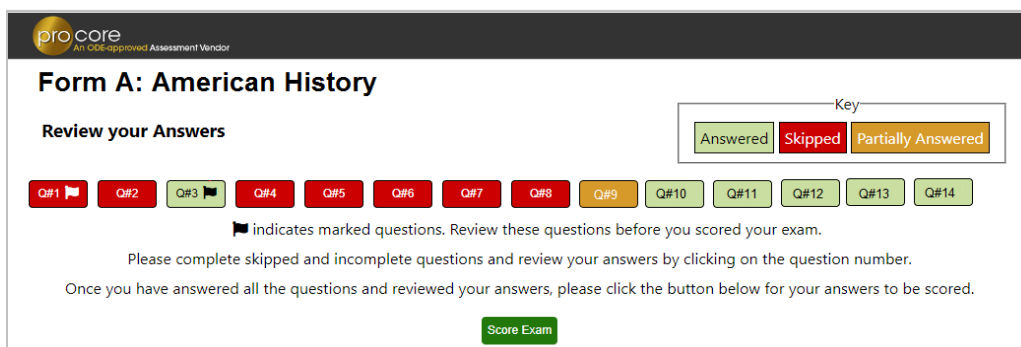 procore
An ODE-approved Assessment Vendor
Form A: American History
Key
Review your Answers
Answered Skipped Partially Answered
Q#1 Q#2 Q#3 Q#4 Q#5 Q#6 Q#7 Q#8 Q#9 Q#10 Q#11 Q#12 Q#13 Q#14
indicates marked questions. Review these questions before you scored your exam.
Please complete skipped and incomplete questions and review your answers by clicking on the question number.
Once you have answered all the questions and reviewed your answers, please click the button below for your answers to be scored.
Score Exam